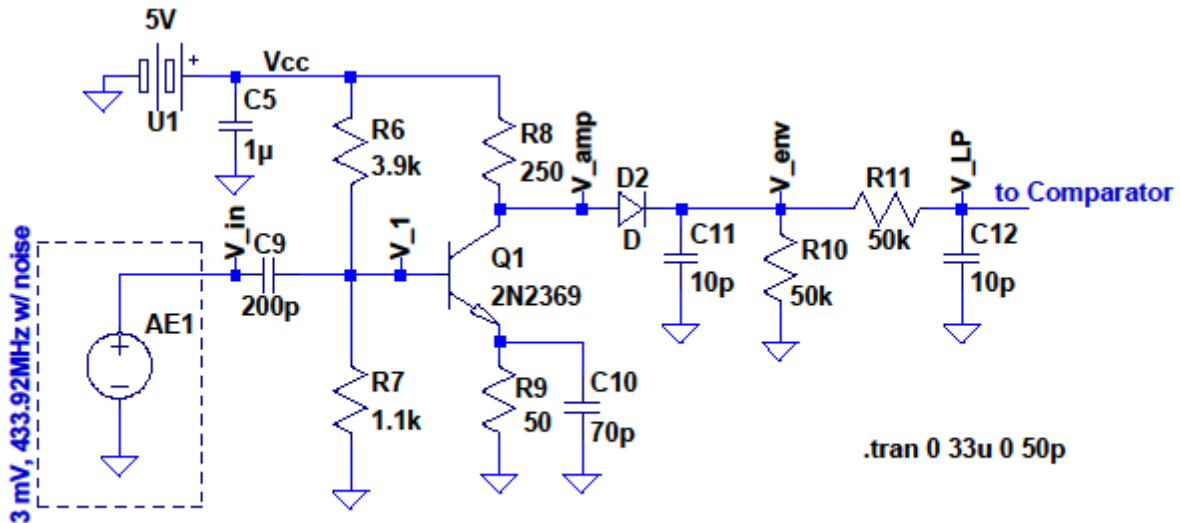 5V
+
Vcc
U1
C5
1µ
R6
3.9k
R8
250
V_amp
D2
D
V_env
R11
50k
V_LP
to Comparator
C11
10p
R10
50k
C12
10p
V_in
C9
200p
V_1
Q1
2N2369
3 mV, 433.92MHz w/ noise
AE1
+
−
R7
1.1k
R9
50
C10
70p
.tran 0 33u 0 50p